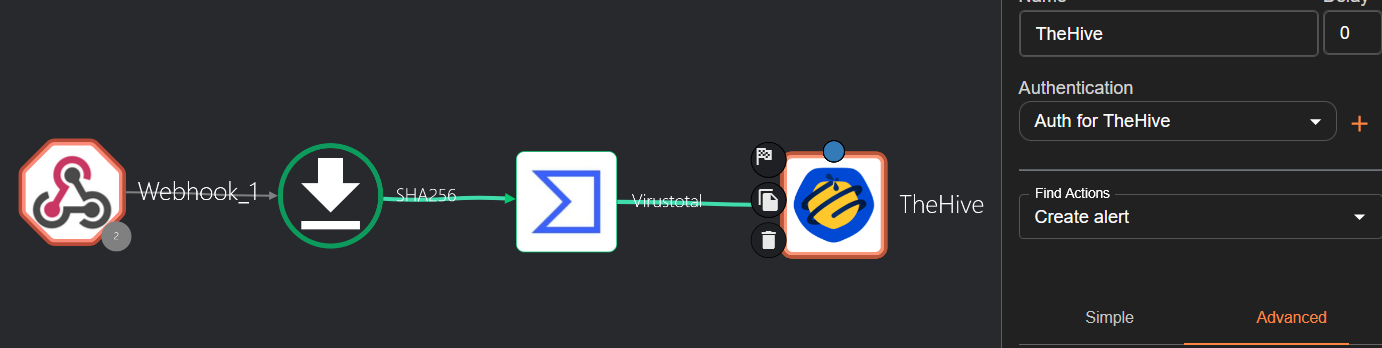 Name
Delay
TheHive
0
Authentication
Auth for TheHive
+
Find Actions
Create alert
Simple
Advanced
Webhook_1
2
SHA256
Virustotal
TheHive